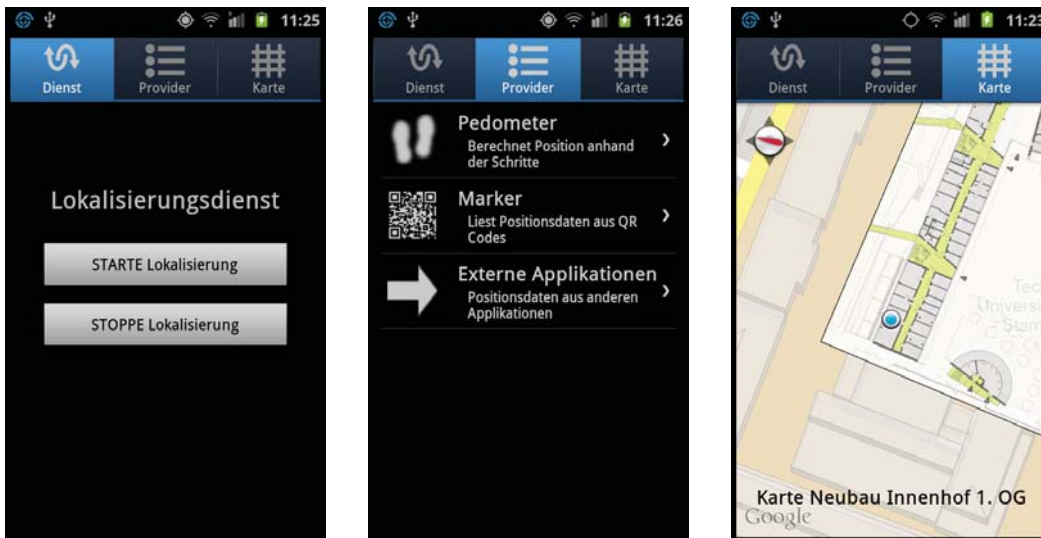 11:25
Dienst
Provider
Karte
Lokalisierungsdienst
STARTE Lokalisierung
STOPPE Lokalisierung
11:26
Dienst
Provider
Karte
Pedometer
Berechnet Position anhand
der Schritte
Marker
Liest Positionsdaten aus QR
Codes
Externe Applikationen
Positionsdaten aus anderen
Applikationen
11:23
Dienst
Provider
Karte
Karte Neubau Innenhof 1. OG
Google